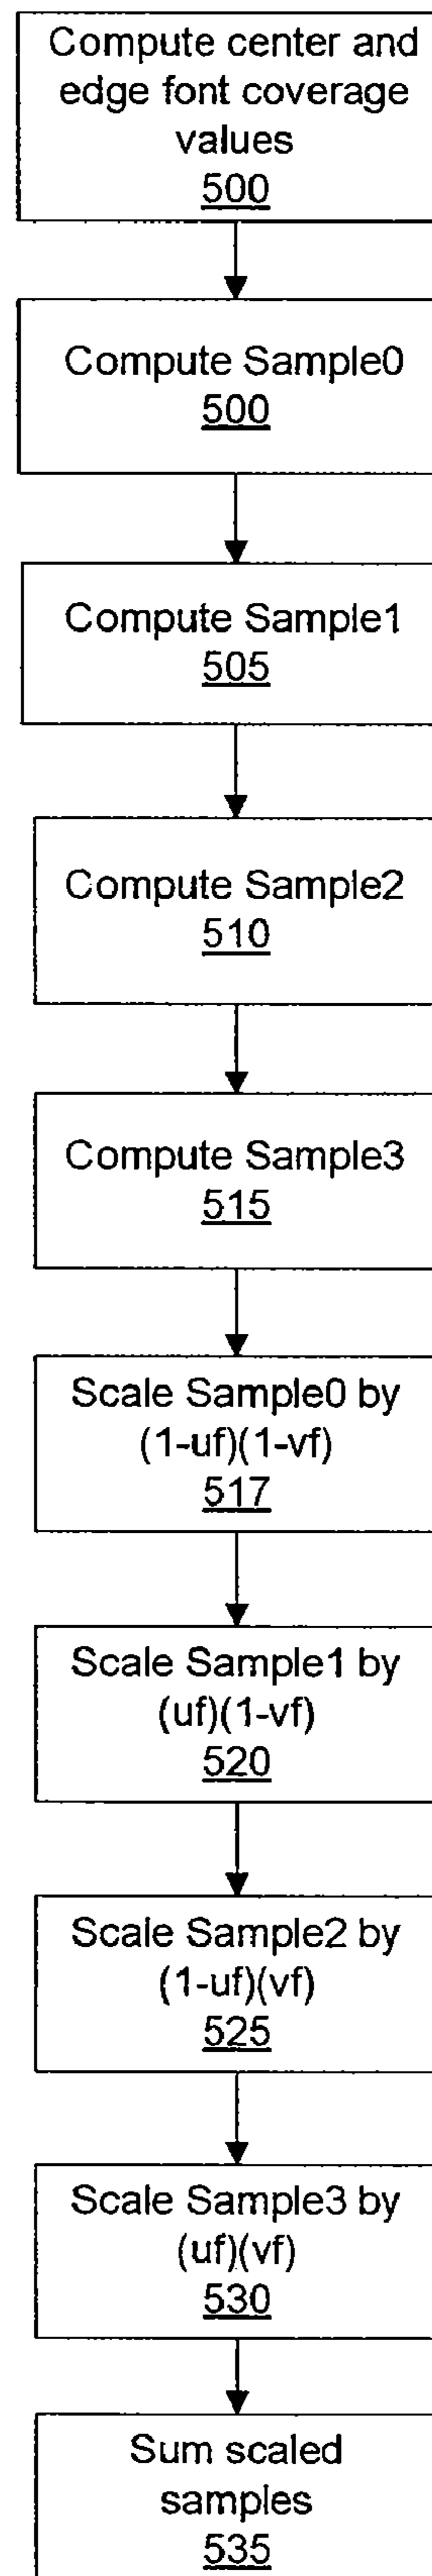 Compute center and
edge font coverage
values
500
Compute Sample0
500
Compute Sample1
505
Compute Sample2
510
Compute Sample3
515
Scale Sample0 by
(1-uf)(1-vf)
517
Scale Sample1 by
(uf)(1-vf)
520
Scale Sample2 by
(1-uf)(vf)
525
Scale Sample3 by
(uf)(vf)
530
Sum scaled
samples
535